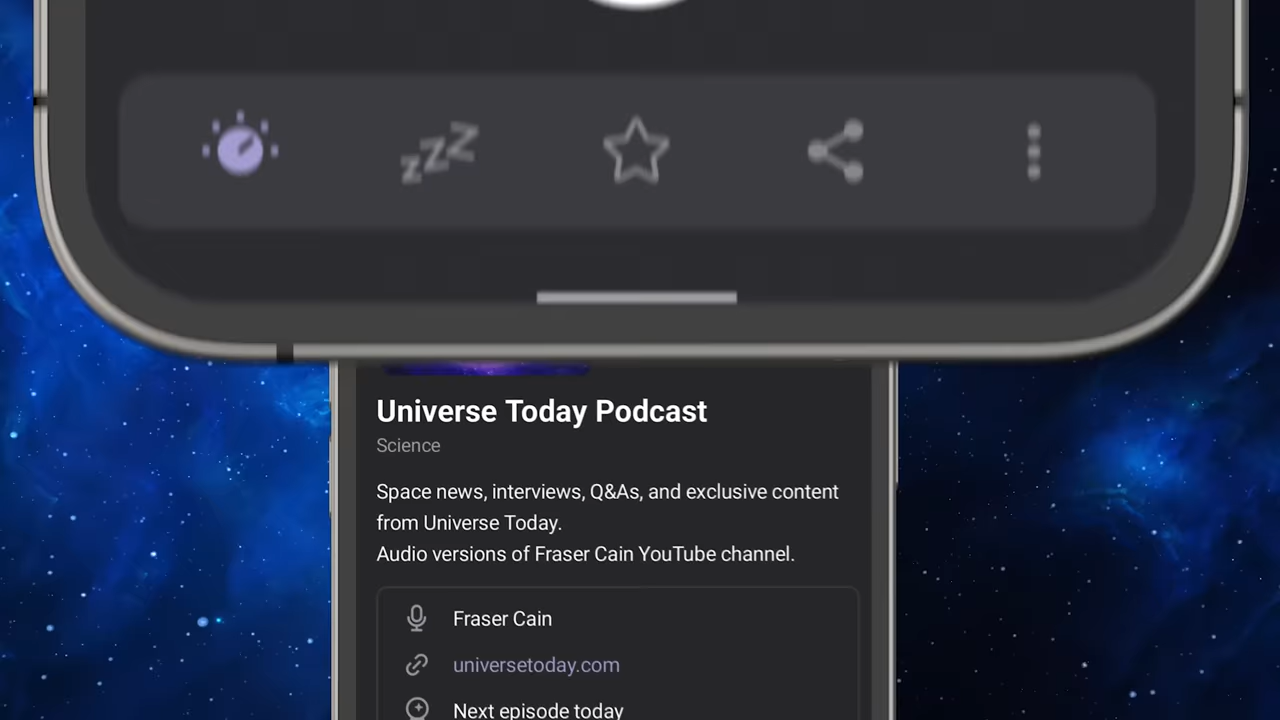 zzz
Universe Today Podcast
Science
Space news, interviews, Q&As, and exclusive content
from Universe Today.
Audio versions of Fraser Cain YouTube channel.
Fraser Cain
universetoday.com
Next episode today